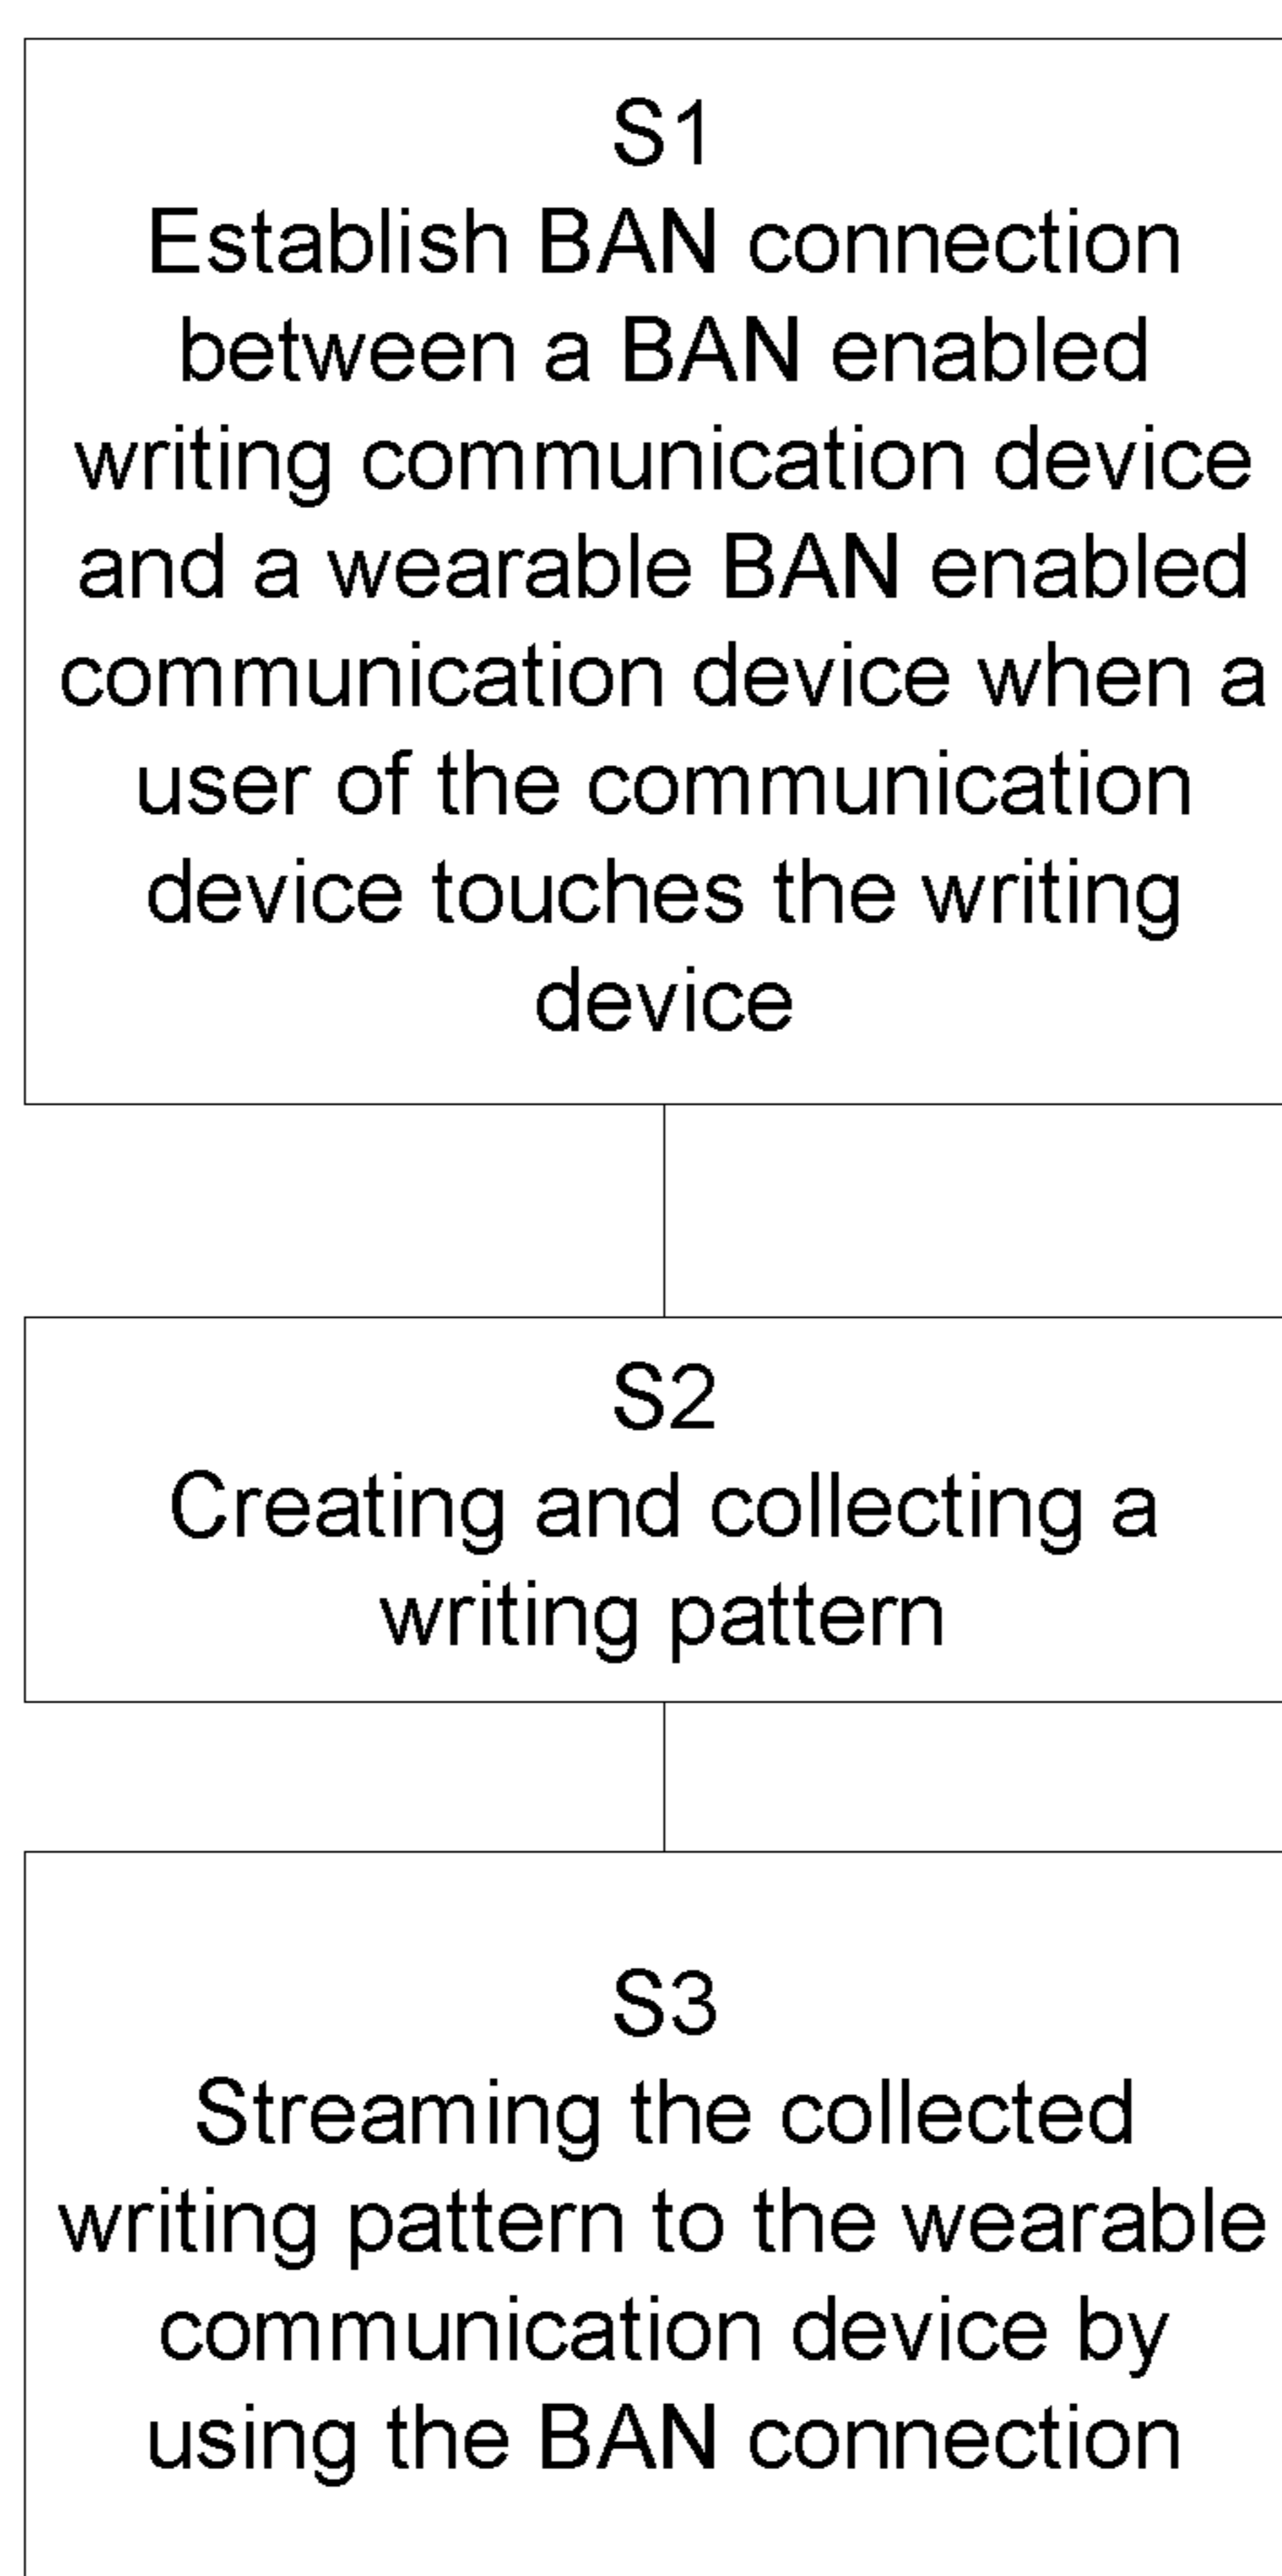 S1
Establish BAN connection
between a BAN enabled
writing communication device
and a wearable BAN enabled
communication device when a
user of the communication
device touches the writing
device
S2
Creating and collecting a
writing pattern
S3
Streaming the collected
writing pattern to the wearable
communication device by
using the BAN connection